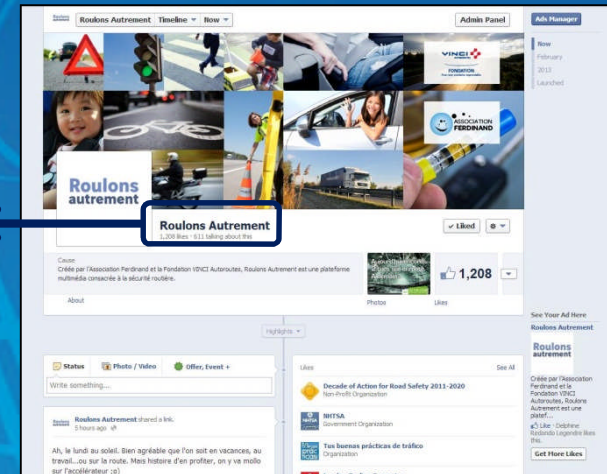 Roulons Autrement Timeline Now
Admin Panel
Ads Manager
Now
February
2013
Launched
VINCI
FONDATION
ASSOCIATION
FERDINAND
Roulons
autrement
Roulons Autrement
1,208 likes · 611 talking about this
Liked
Cause
Créée par l'Association Ferdinand et la Fondation VINCI Autoroutes, Roulons Autrement est une plateforme
multimédia consacrée à la sécurité routière.
About
Photos
1,208
Likes
Highlights
See Your Ad Here
Roulons Autrement
Roulons
autrement
Créée par l'Association
Ferdinand et la
Fondation VINCI
Autoroutes, Roulons
Autrement est une
platef...
Like · Delphine
Redondo Legendre likes
this.
Get More Likes
Status Photo / Video Offer, Event +
Write something...
Roulons Autrement shared a link.
5 hours ago
Ah, le lundi au soleil. Bien agréable que l'on soit en vacances, au
travail...ou sur la route. Mais histoire d'en profiter, on y va mollo
sur l'accélérateur ;o)
Likes See All
Decade of Action for Road Safety 2011-2020
Non-Profit Organization
NHTSA
NHTSA
Government Organization
Tus buenas prácticas de tráfico
Organization